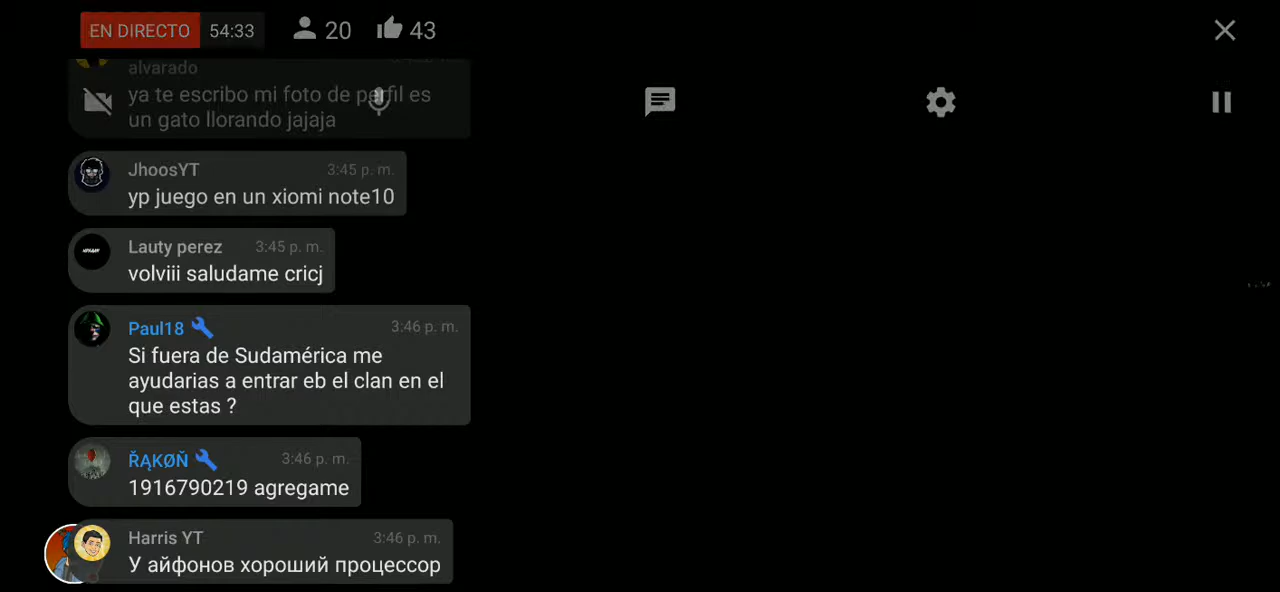 EN DIRECTO 54:33 20 43
alvarado
ya te escribo mi foto de perfil es
un gato llorando jajaja
JhoosYT 3:45 p. m.
yp juego en un xiomi note10
Lauty perez 3:45 p. m.
volviii saludame cricj
Paul18 3:46 p. m.
Si fuera de Sudamérica me
ayudarias a entrar eb el clan en el
que estas ?
ŘĄKØŇ 3:46 p. m.
1916790219 agregame
Harris YT 3:46 p. m.
У айфонов хороший процессор